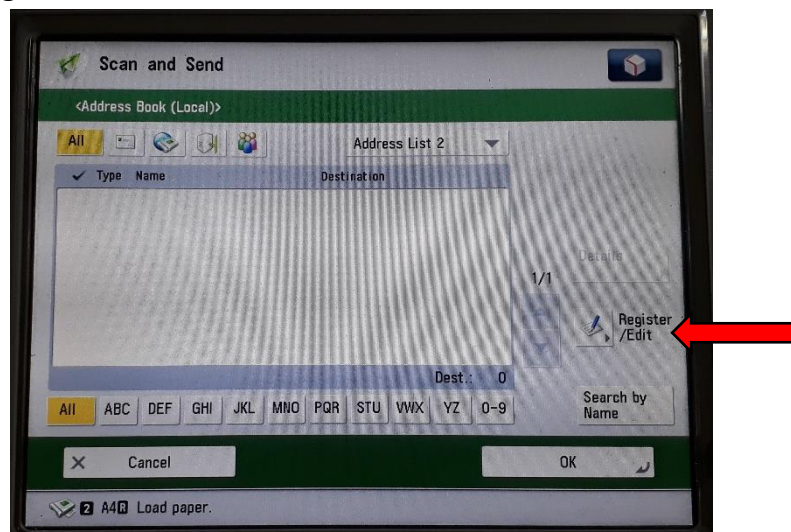 Scan and Send
<Address Book (Local)>
All
Address List 2
Type Name Destination
Details
1/1
Register
/Edit
Dest.: 0
All ABC DEF GHI JKL MNO PQR STU VWX YZ 0-9
Search by
Name
Cancel
OK
2 A4R Load paper.